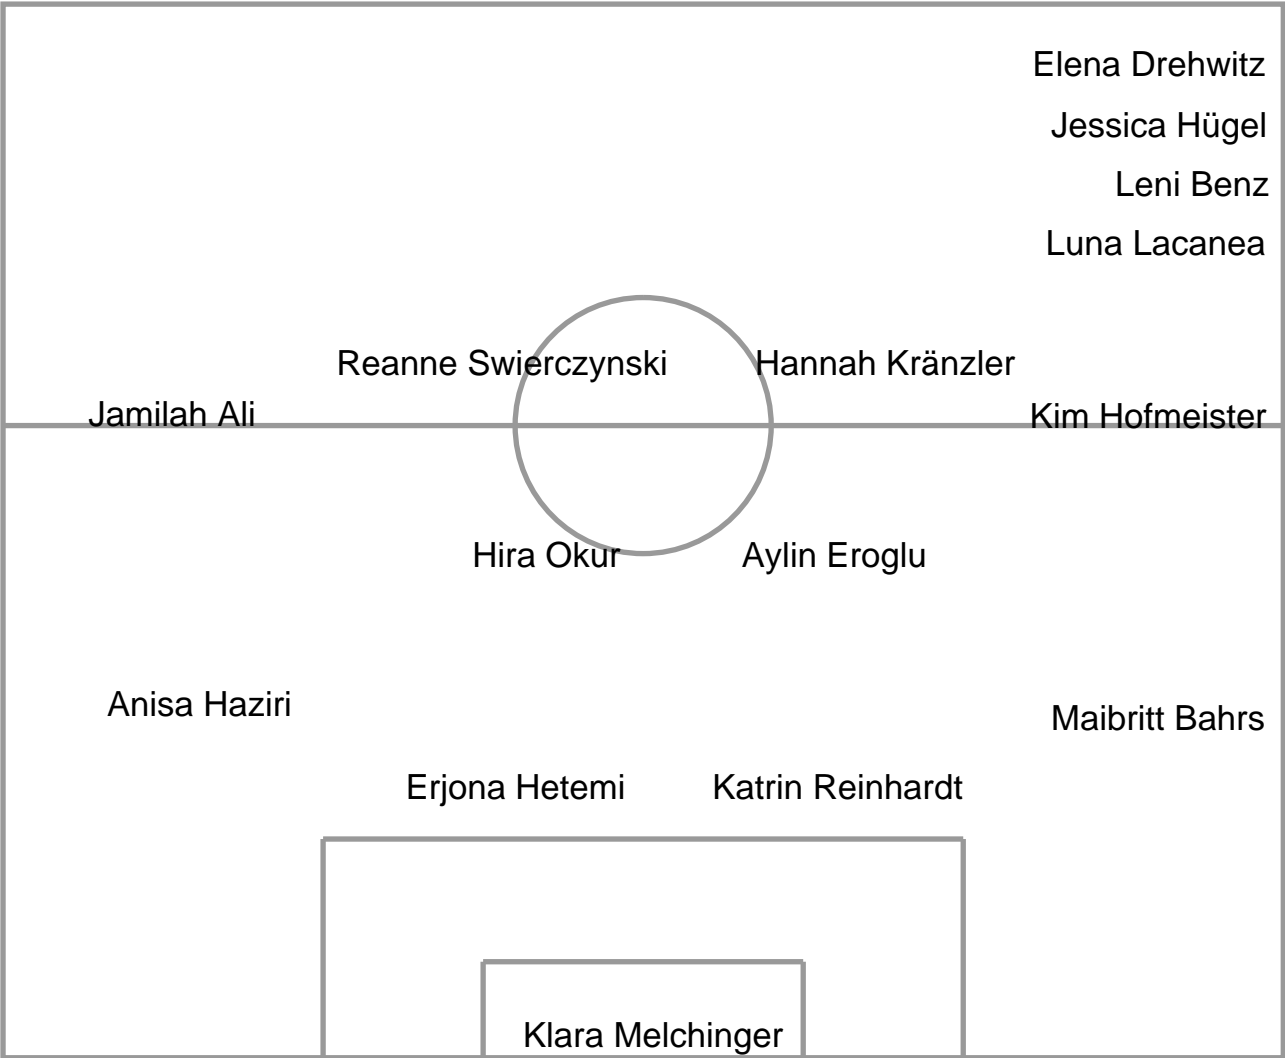 Elena Drehwitz
Jessica Hügel
Leni Benz
Luna Lacanea
Reanne Swierczynski
Hannah Kränzler
Jamilah Ali
Kim Hofmeister
Hira Okur
Aylin Eroglu
Anisa Haziri
Maibritt Bahrs
Erjona Hetemi
Katrin Reinhardt
Klara Melchinger